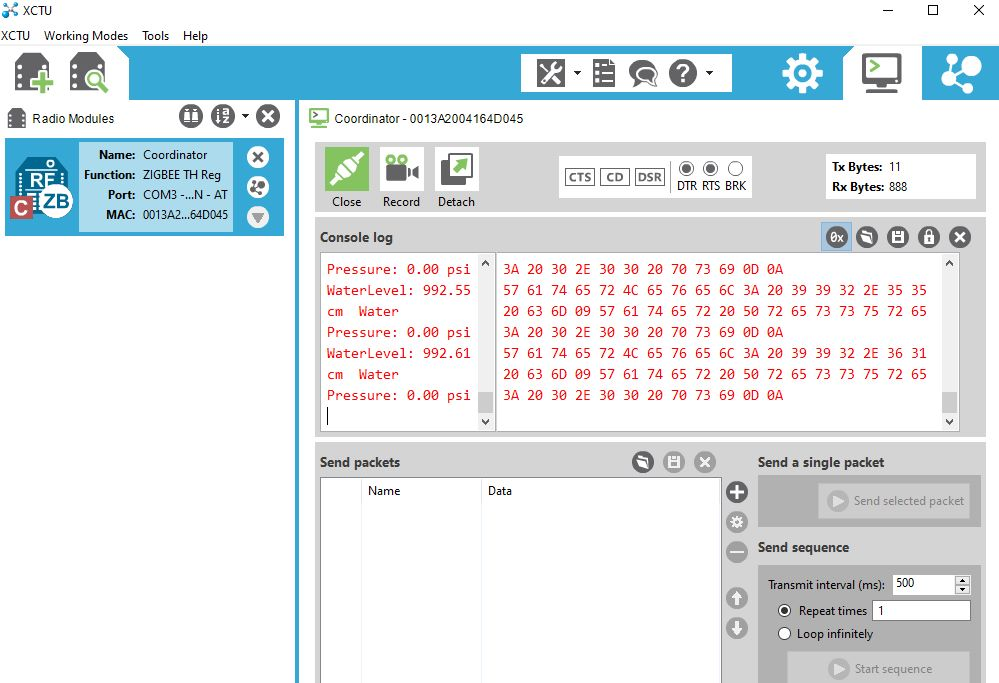 XCTU
XCTU Working Modes Tools Help
Radio Modules
Name: Coordinator
Function: ZIGBEE TH Reg
Port: COM3 -...N - AT
MAC: 0013A2...64D045
RF
C
ZB
Coordinator - 0013A2004164D045
Close Record Detach
CTS CD DSR
DTR RTS BRK
Tx Bytes: 11
Rx Bytes: 888
Console log
0x
Pressure: 0.00 psi 3A 20 30 2E 30 30 20 70 73 69 0D 0A
WaterLevel: 992.55 57 61 74 65 72 4C 65 76 65 6C 3A 20 39 39 32 2E 35 35
cm Water 20 63 6D 09 57 61 74 65 72 20 50 72 65 73 73 75 72 65
Pressure: 0.00 psi 3A 20 30 2E 30 30 20 70 73 69 0D 0A
WaterLevel: 992.61 57 61 74 65 72 4C 65 76 65 6C 3A 20 39 39 32 2E 36 31
cm Water 20 63 6D 09 57 61 74 65 72 20 50 72 65 73 73 75 72 65
Pressure: 0.00 psi 3A 20 30 2E 30 30 20 70 73 69 0D 0A
Send packets
Name Data
Send a single packet
Send selected packet
Send sequence
Transmit interval (ms): 500
Repeat times 1
Loop infinitely
Start sequence